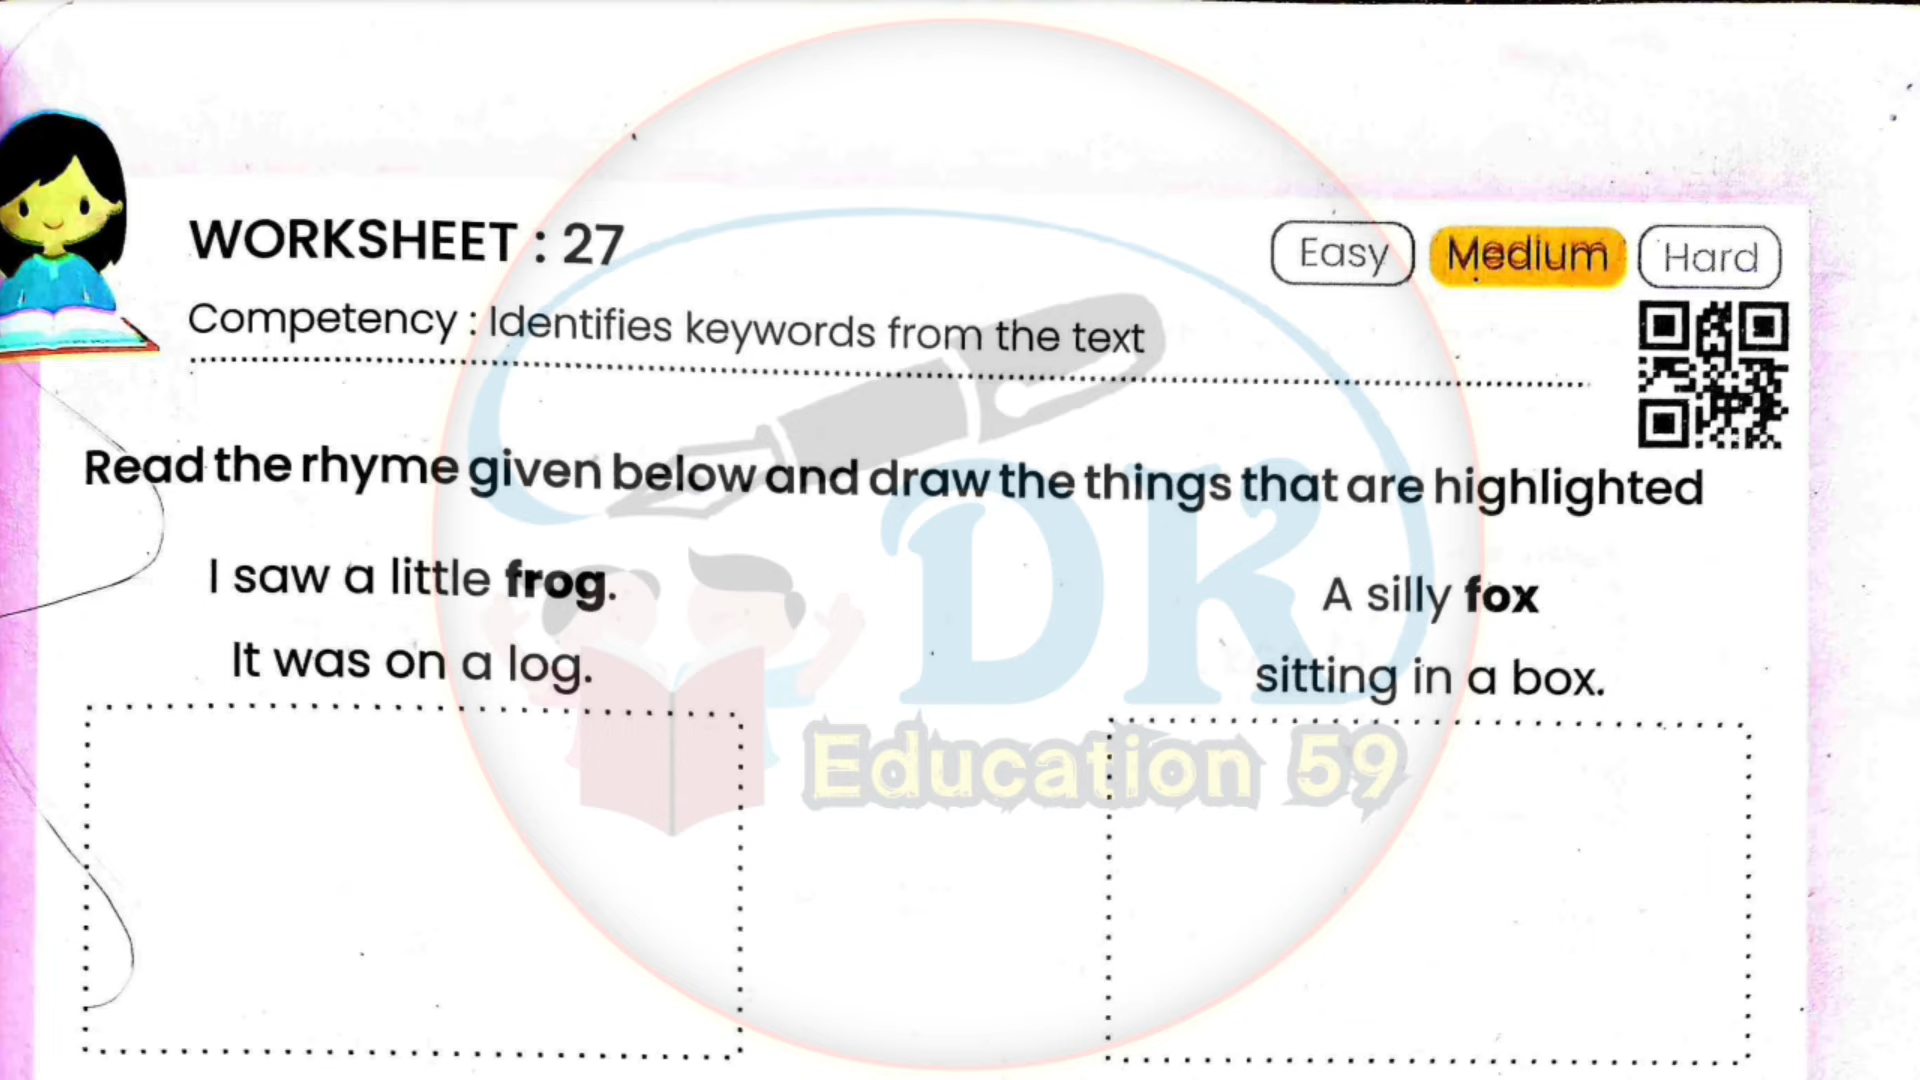 WORKSHEET : 27
Easy Medium Hard
Competency : Identifies keywords from the text
Read the rhyme given below and draw the things that are highlighted
I saw a little frog.
It was on a log.
A silly fox
sitting in a box.
DK
Education 59